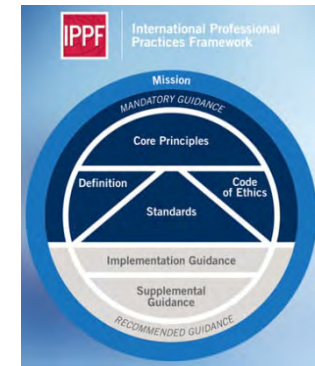 IPPF
International Professional
Practices Framework
Mission
MANDATORY GUIDANCE
Core Principles
Definition
Code
of Ethics
Standards
Implementation Guidance
Supplemental
Guidance
RECOMMENDED GUIDANCE